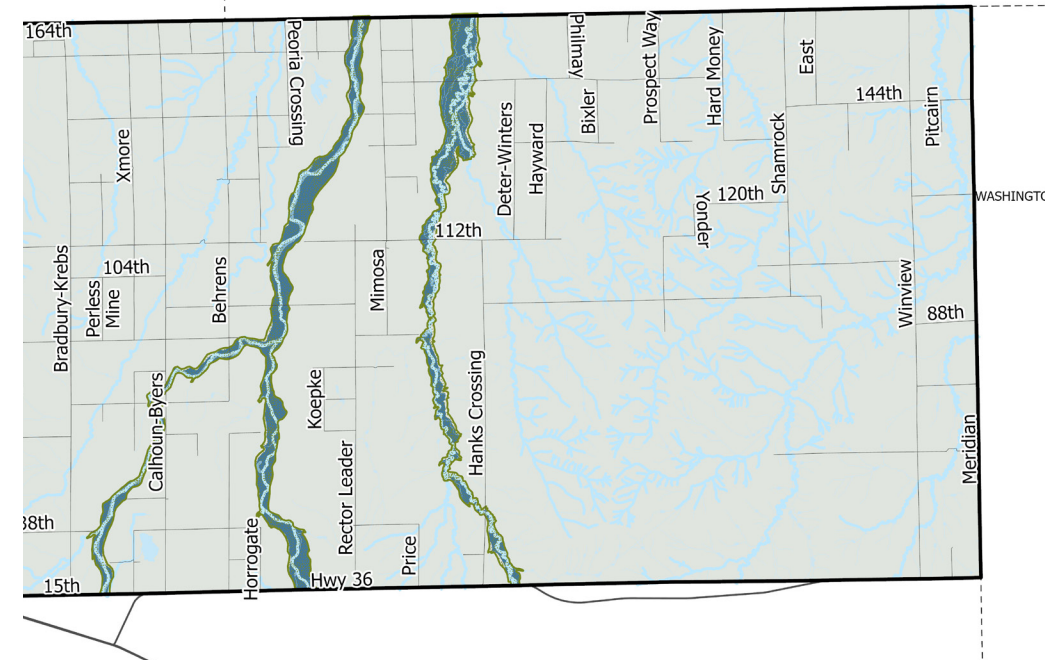 164th
Peoria Crossing
Philmay
Prospect Way
Hard Money
East
144th
Pitcairn
Xmore
Deter-Winters
Hayward
Bixler
Shamrock
120th
Yonder
WASHINGTO
112th
104th
Bradbury-Krebs
Perless
Mine
Behrens
Mimosa
Winview
88th
Calhoun-Byers
Koepke
Hanks Crossing
Meridian
Rector Leader
38th
Horrogate
Price
15th
Hwy 36